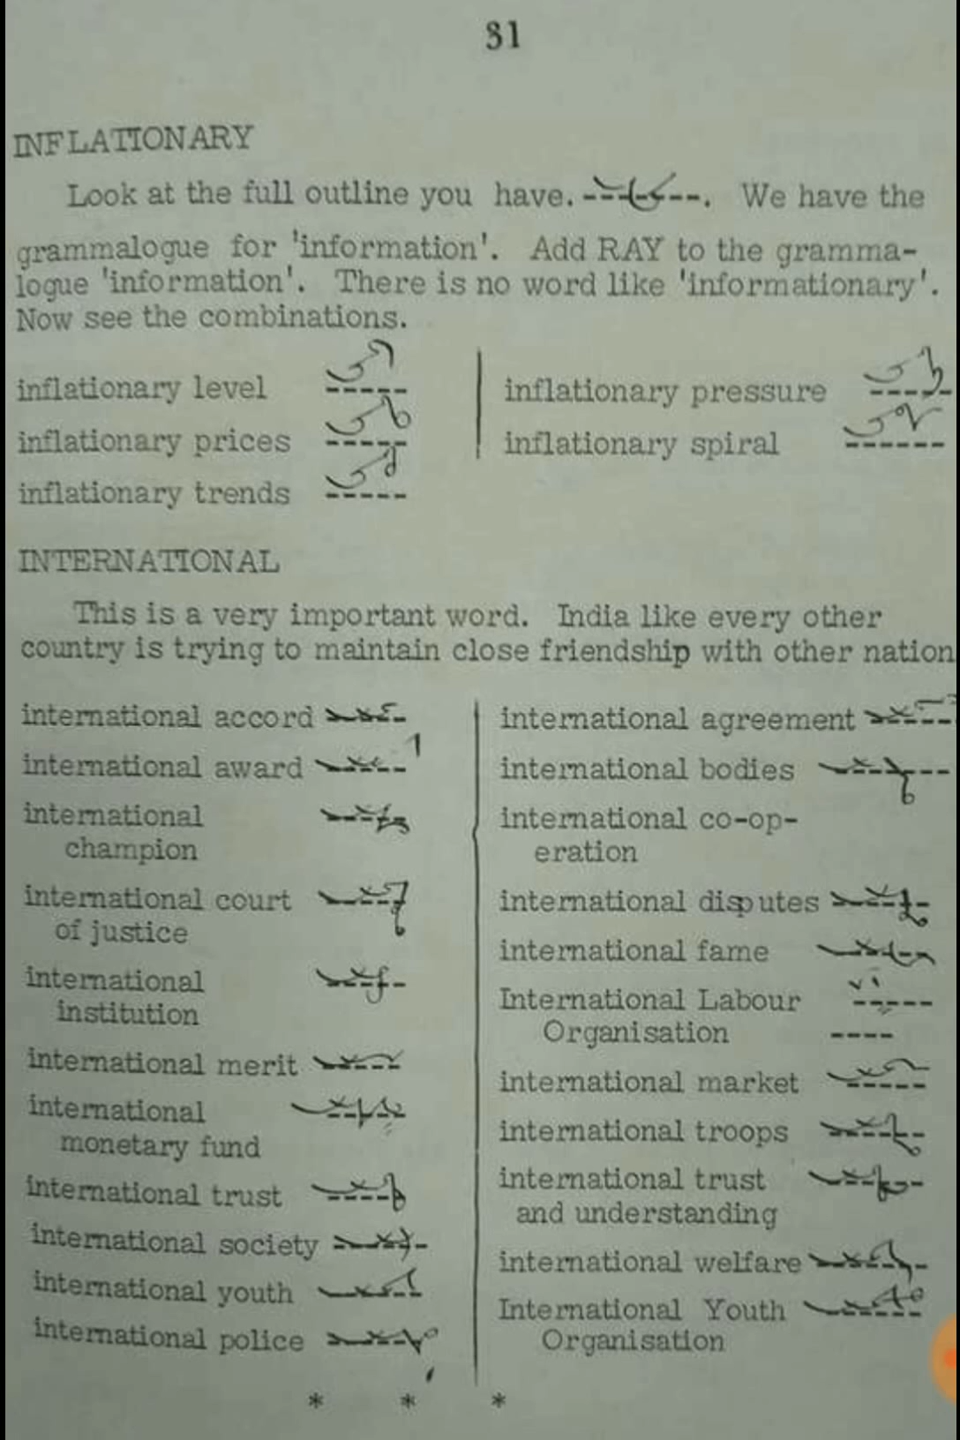 31
INFLATIONARY
Look at the full outline you have. ------. We have the
grammalogue for 'information'. Add RAY to the gramma-
logue 'information'. There is no word like 'informationary'.
Now see the combinations.
inflationary level
inflationary pressure
inflationary prices
inflationary spiral
inflationary trends
INTERNATIONAL
This is a very important word. India like every other
country is trying to maintain close friendship with other nation
international accord
international award
international
champion
international court
of justice
international
institution
international merit
international
monetary fund
international trust
international society
international youth
international police
international agreement
international bodies
international co-op-
eration
international disputes
international fame
International Labour
Organisation
international market
international troops
international trust
and understanding
international welfare
International Youth
Organisation
* * *